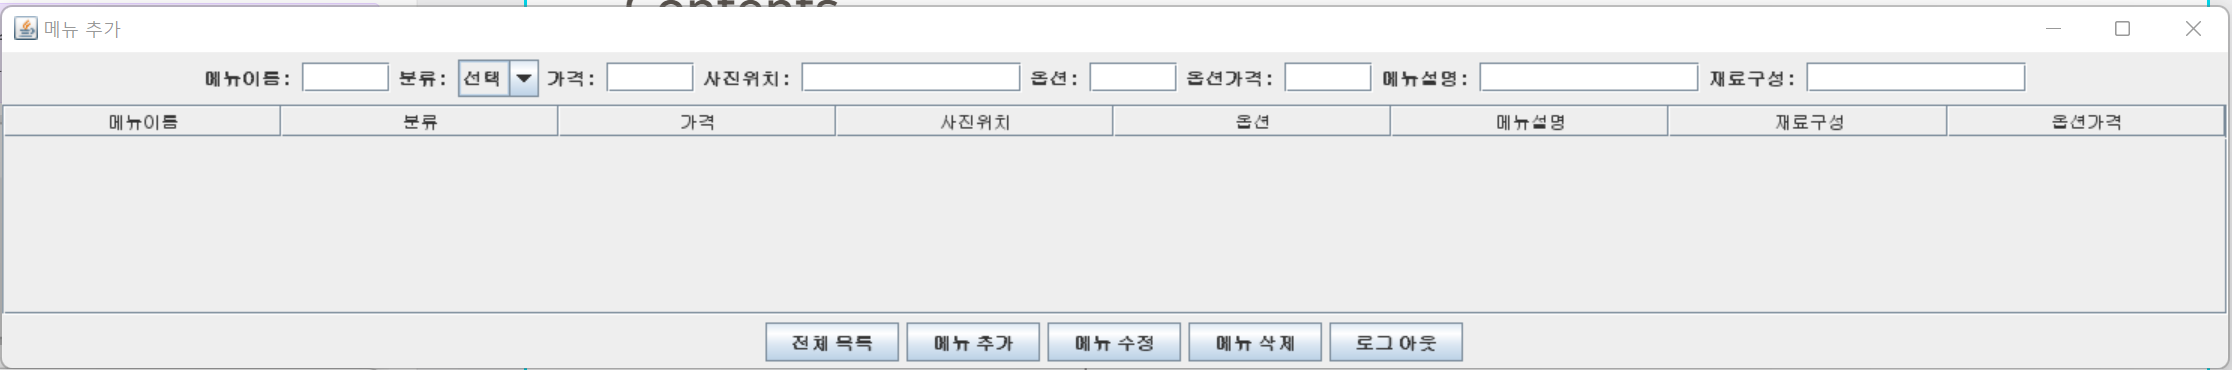 Contents
메뉴 추가
메뉴이름: 분류: 선택 가격: 사진위치: 옵션: 옵션가격: 메뉴설명: 재료구성:
메뉴이름 분류 가격 사진위치 옵션 메뉴설명 재료구성 옵션가격
전체 목록 메뉴 추가 메뉴 수정 메뉴 삭제 로그 아웃